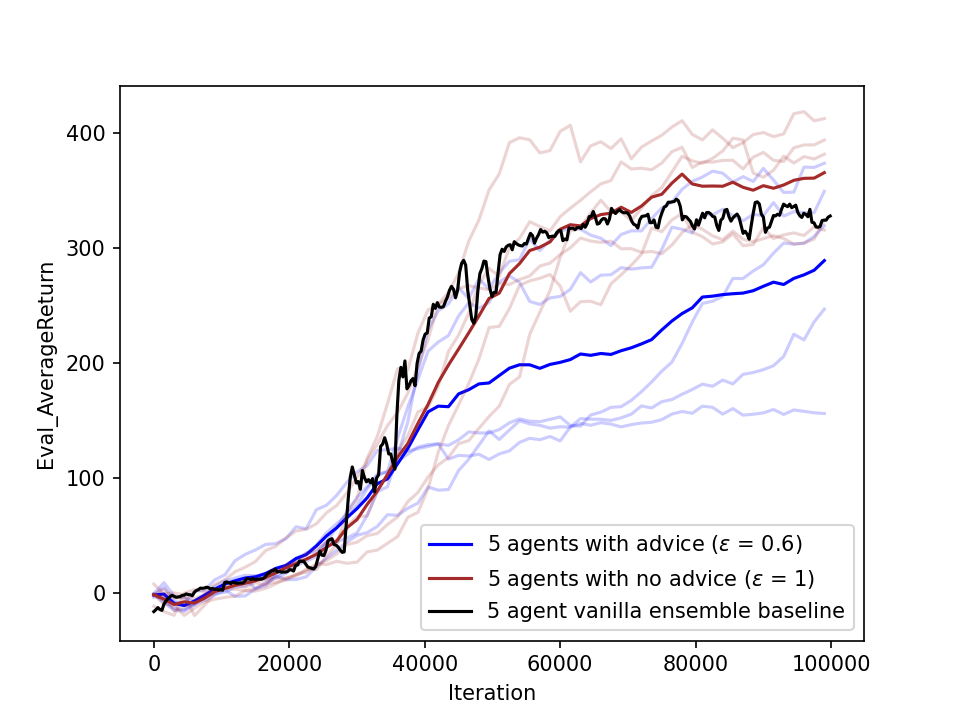 400
300
200
100
0
Eval_AverageReturn
5 agents with advice (ε = 0.6)
5 agents with no advice (ε = 1)
5 agent vanilla ensemble baseline
0 20000 40000 60000 80000 100000
Iteration